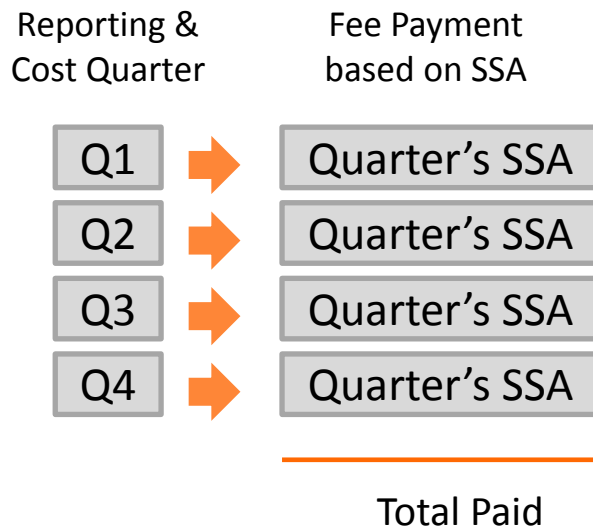 Reporting &
Cost Quarter
Fee Payment
based on SSA
Q1
Quarter's SSA
Q2
Quarter's SSA
Q3
Quarter's SSA
Q4
Quarter's SSA
Total Paid